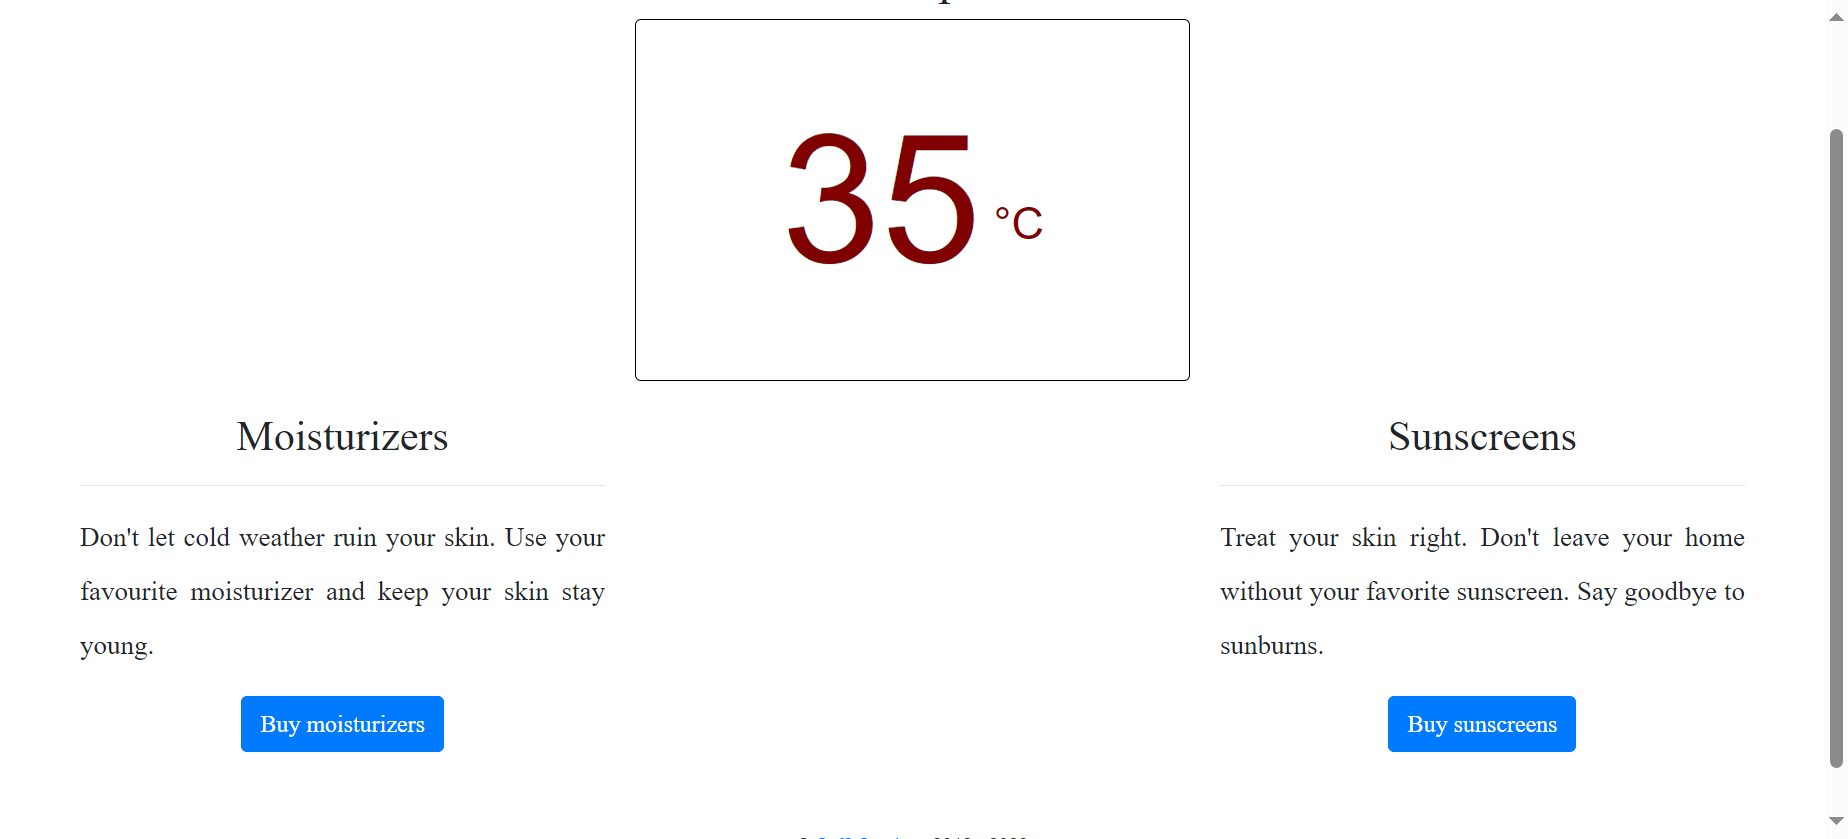 35 °C
Moisturizers
Don't let cold weather ruin your skin. Use your
favourite moisturizer and keep your skin stay
young.
Buy moisturizers
Sunscreens
Treat your skin right. Don't leave your home
without your favorite sunscreen. Say goodbye to
sunburns.
Buy sunscreens